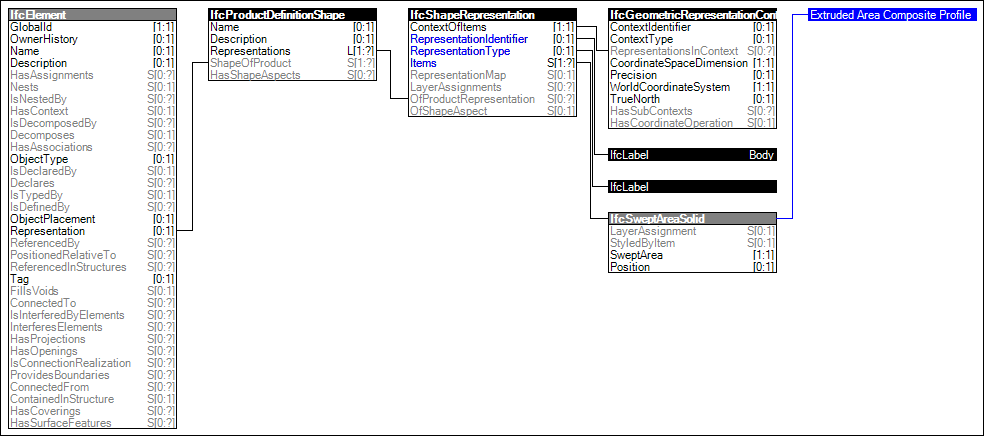 IfcElement
GlobalId [1:1]
OwnerHistory [0:1]
Name [0:1]
Description [0:1]
HasAssignments S[0:?]
Nests S[0:1]
IsNestedBy S[0:?]
HasContext S[0:1]
IsDecomposedBy S[0:?]
Decomposes S[0:1]
HasAssociations S[0:?]
ObjectType [0:1]
IsDeclaredBy S[0:1]
Declares S[0:?]
IsTypedBy S[0:1]
IsDefinedBy S[0:?]
ObjectPlacement [0:1]
Representation [0:1]
ReferencedBy S[0:?]
PositionedRelativeTo S[0:?]
ReferencedInStructures S[0:?]
Tag [0:1]
FillsVoids S[0:1]
ConnectedTo S[0:?]
IsInterferedByElements S[0:?]
InterferesElements S[0:?]
HasProjections S[0:?]
HasOpenings S[0:?]
IsConnectionRealization S[0:?]
ProvidesBoundaries S[0:?]
ConnectedFrom S[0:?]
ContainedInStructure S[0:1]
HasCoverings S[0:?]
HasSurfaceFeatures S[0:?]
IfcProductDefinitionShape
Name [0:1]
Description [0:1]
Representations L[1:?]
ShapeOfProduct S[1:?]
HasShapeAspects S[0:?]
IfcShapeRepresentation
ContextOfItems [1:1]
RepresentationIdentifier [0:1]
RepresentationType [0:1]
Items S[1:?]
RepresentationMap S[0:1]
LayerAssignments S[0:?]
OfProductRepresentation S[0:?]
OfShapeAspect S[0:1]
IfcGeometricRepresentationCont
ContextIdentifier [0:1]
ContextType [0:1]
RepresentationsInContext S[0:?]
CoordinateSpaceDimension [1:1]
Precision [0:1]
WorldCoordinateSystem [1:1]
TrueNorth [0:1]
HasSubContexts S[0:?]
HasCoordinateOperation S[0:1]
IfcLabel Body
IfcLabel
IfcSweptAreaSolid
LayerAssignment S[0:1]
StyledByItem S[0:1]
SweptArea [1:1]
Position [0:1]
Extruded Area Composite Profile